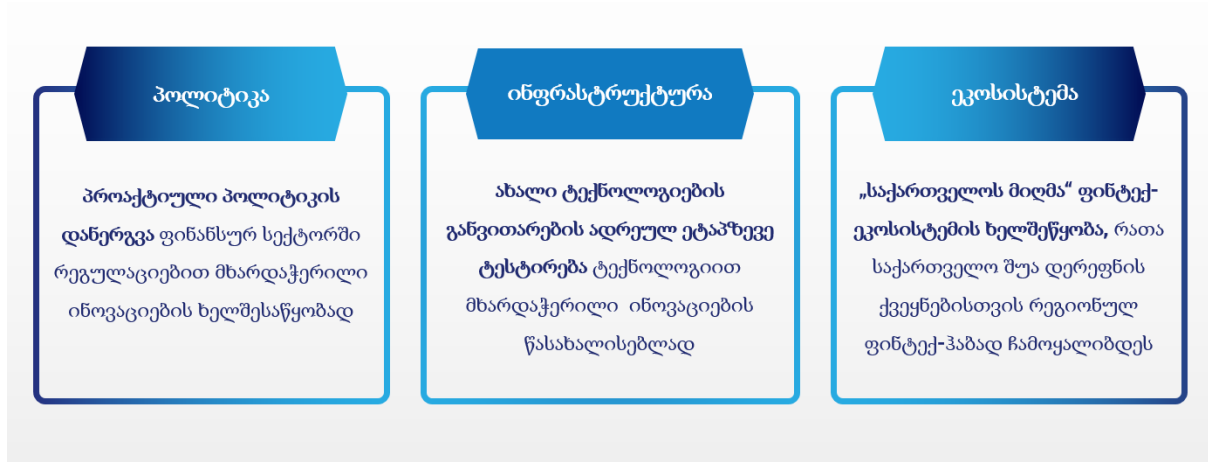 პოლიტიკა
პროაქტიული პოლიტიკის
დანერგვა ფინანსურ სექტორში
რეგულაციებით მხარდაჭერილი
ინოვაციების ხელშესაწყობად
ინფრასტრუქტურა
ახალი ტექნოლოგიების
განვითარების ადრეულ ეტაპზევე
ტესტირება ტექნოლოგიით
მხარდაჭერილი ინოვაციების
წასახალისებლად
ეკოსისტემა
„საქართველოს მიღმა“ ფინტექ-
ეკოსისტემის ხელშეწყობა, რათა
საქართველო შუა დერეფნის
ქვეყნებისთვის რეგიონულ
ფინტექ-ჰაბად ჩამოყალიბდეს